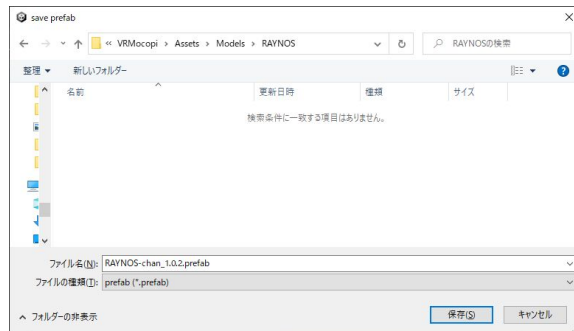 save prefab
« VRMocopi › Assets › Models › RAYNOS
RAYNOSの検索
整理 新しいフォルダー
名前 更新日時 種類 サイズ
検索条件に一致する項目はありません。
ファイル名(N): RAYNOS-chan_1.0.2.prefab
ファイルの種類(T): prefab (*.prefab)
フォルダーの非表示 保存(S) キャンセル